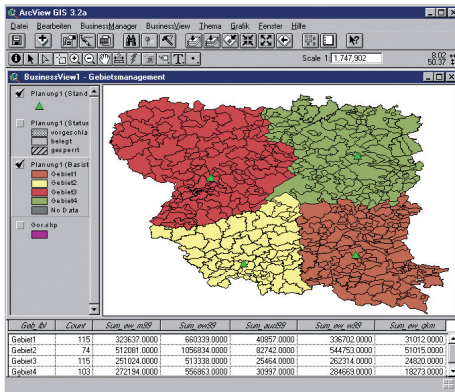 ArcView GIS 3.2a
Datei Bearbeiten BusinessManager BusinessView Thema Grafik Fenster Hilfe
Scale 1: 1,747,902
8.02
50.37
BusinessView1 - Gebietsmanagement
Planung1 (Stand
Planung1 (Status
vorgeschla
belegt
gesperrt
Planung1 (Basist
Gebiet1
Gebiet2
Gebiet3
Gebiet4
No Data
Gor.shp
Geb_lbl Count Sum_ew_m99 Sum_ew99 Sum_ausl99 Sum_ew_w99 Sum_ew_qkm
Gebiet1 115 323637.0000 660339.0000 40857.0000 336702.0000 31012.0000
Gebiet2 74 512081.0000 1056834.0000 82742.0000 544753.0000 51015.0000
Gebiet3 115 251024.0000 513338.0000 25464.0000 262314.0000 24820.0000
Gebiet4 103 272194.0000 556863.0000 30997.0000 284669.0000 18273.0000